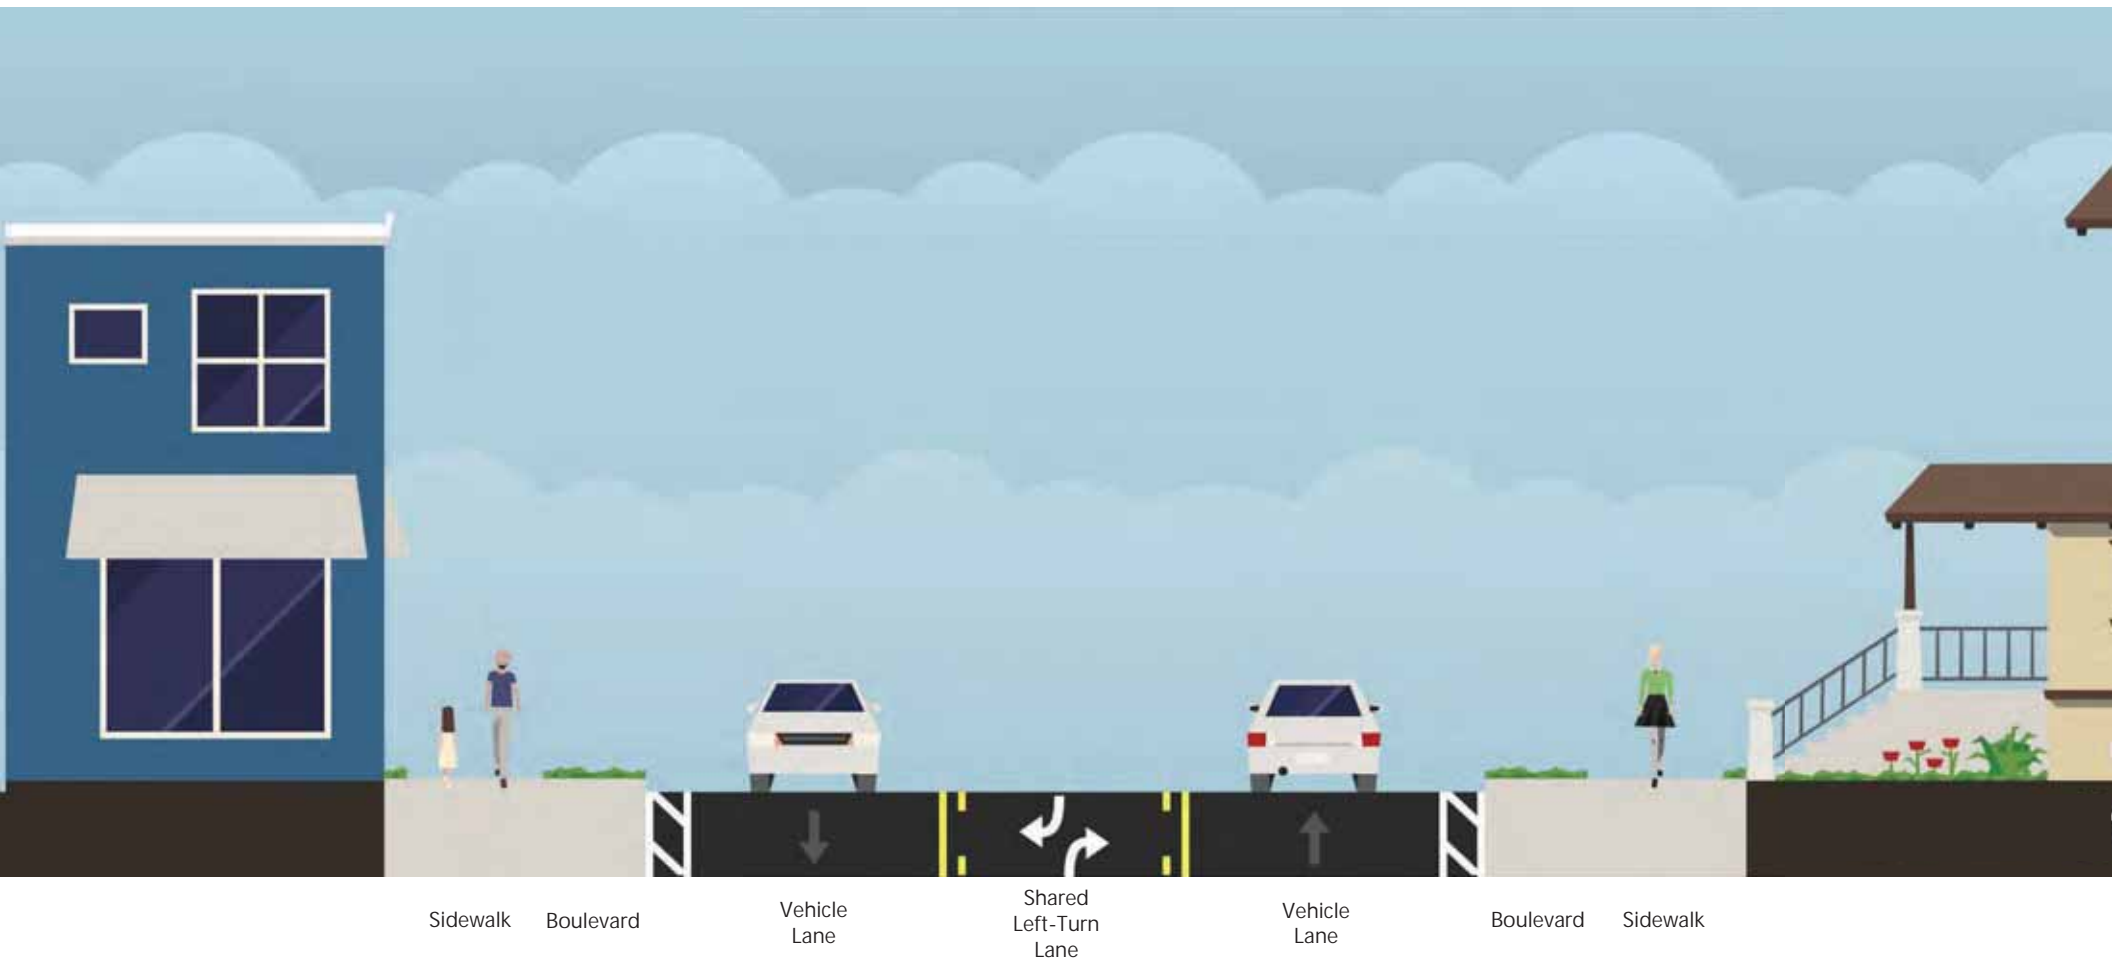 Sidewalk
Boulevard
Vehicle
Lane
Shared
Left-Turn
Lane
Vehicle
Lane
Boulevard
Sidewalk